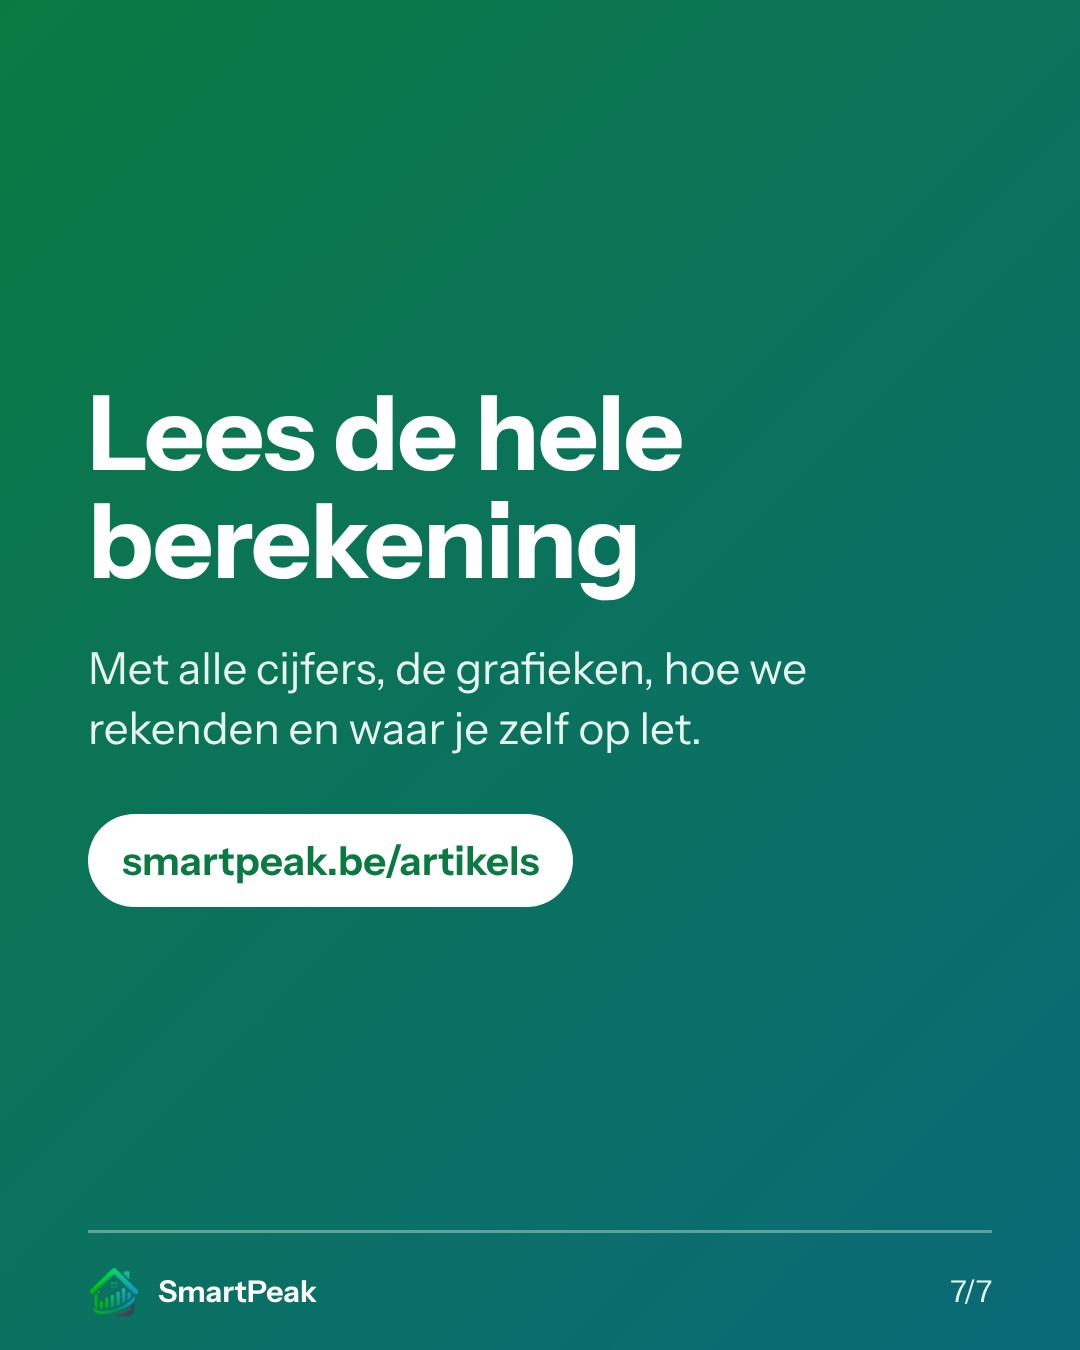 Lees de hele
berekening
Met alle cijfers, de grafieken, hoe we
rekenden en waar je zelf op let.
smartpeak.be/artikels
SmartPeak
7/7